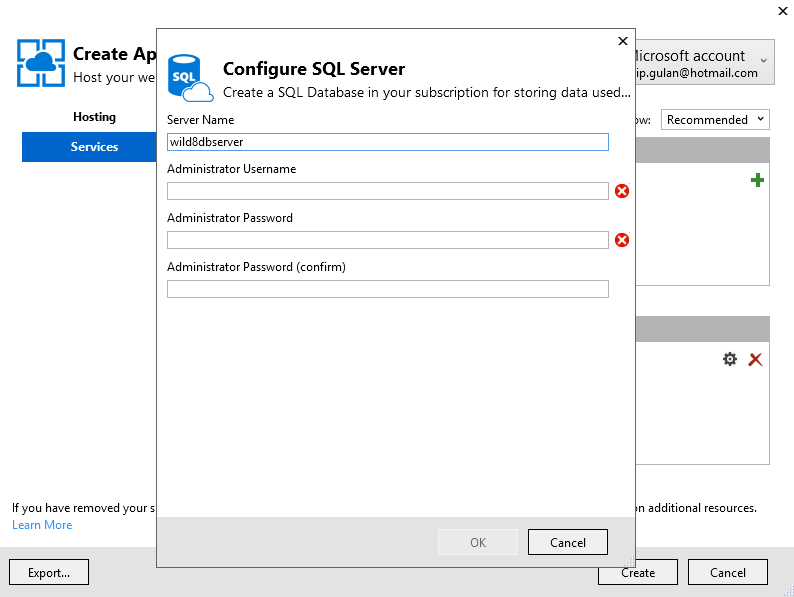 Create Ap
Host your we
Microsoft account
ip.gulan@hotmail.com
Hosting
Services
Recommended
SQL
Configure SQL Server
Create a SQL Database in your subscription for storing data used...
Server Name
wild8dbserver
Administrator Username
Administrator Password
Administrator Password (confirm)
OK
Cancel
If you have removed your s
on additional resources.
Learn More
Export...
Create
Cancel